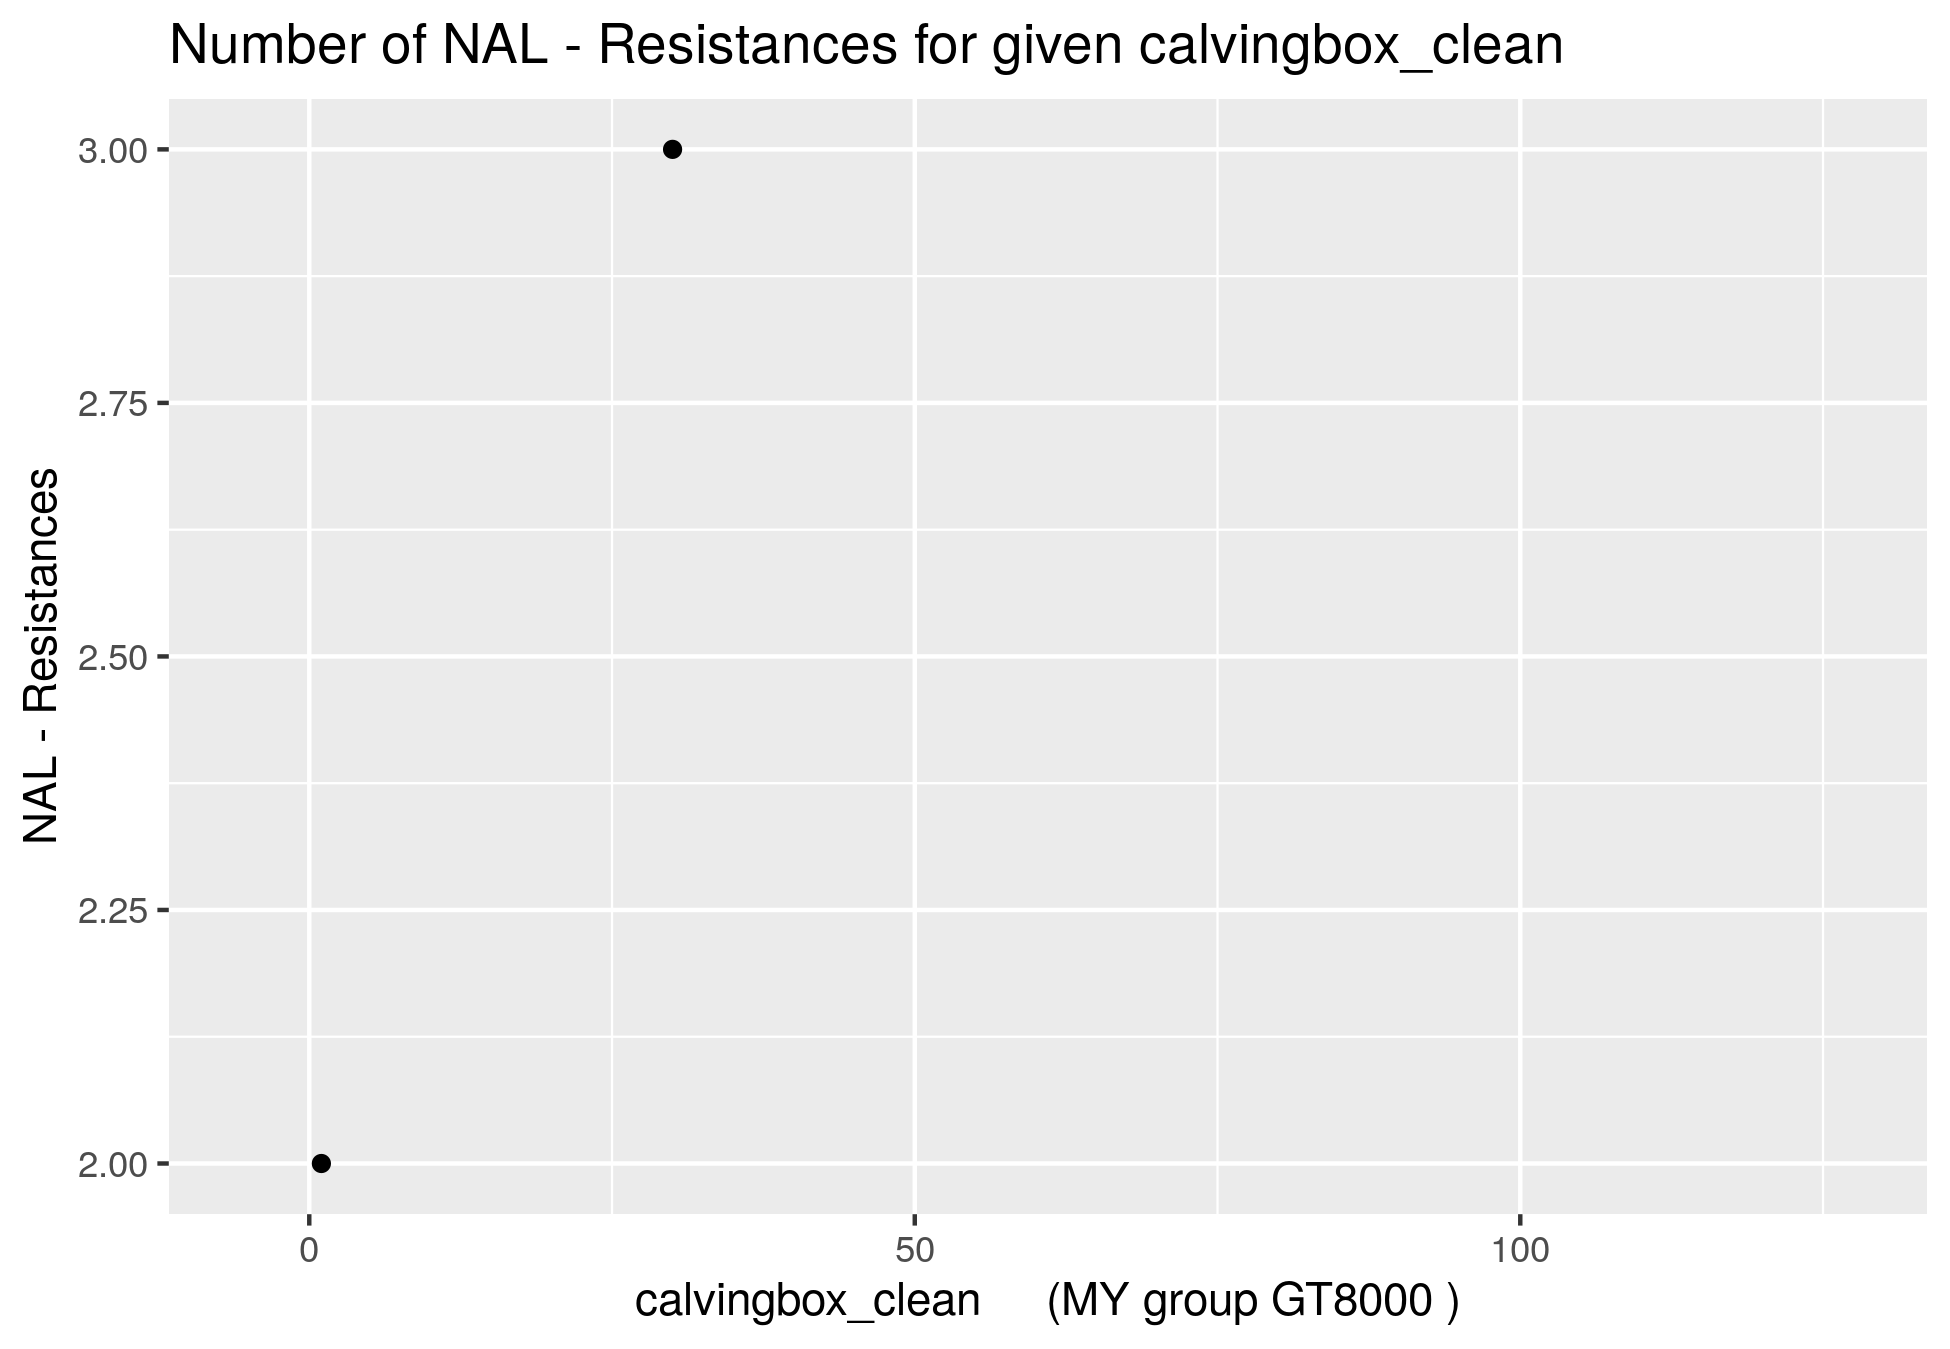 Number of NAL - Resistances for given calvingbox_clean
NAL - Resistances
3.00
2.75
2.50
2.25
2.00
0 50 100
calvingbox_clean (MY group GT8000 )